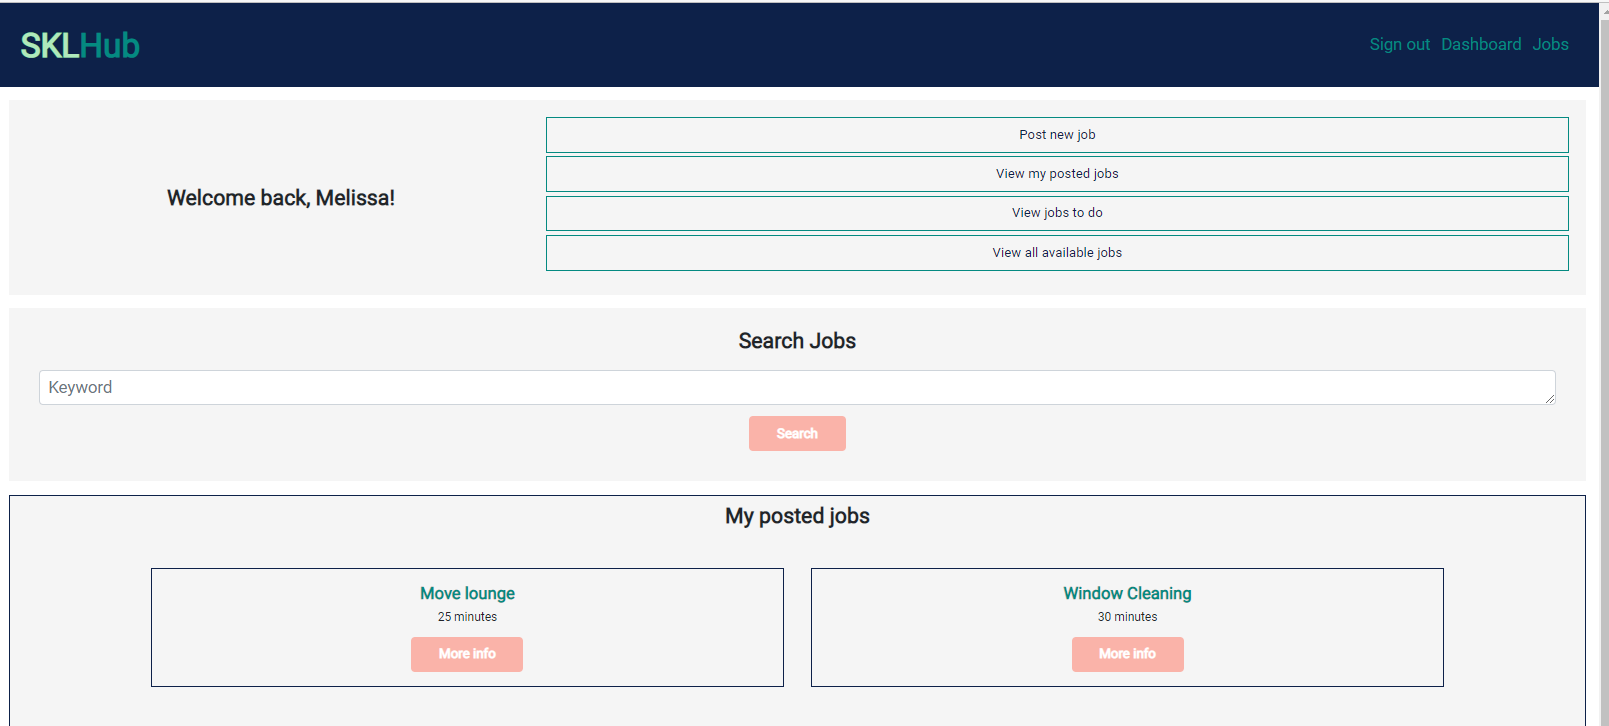 SKLHub
Sign out Dashboard Jobs
Welcome back, Melissa!
Post new job
View my posted jobs
View jobs to do
View all available jobs
Search Jobs
Keyword
Search
My posted jobs
Move lounge
25 minutes
More info
Window Cleaning
30 minutes
More info